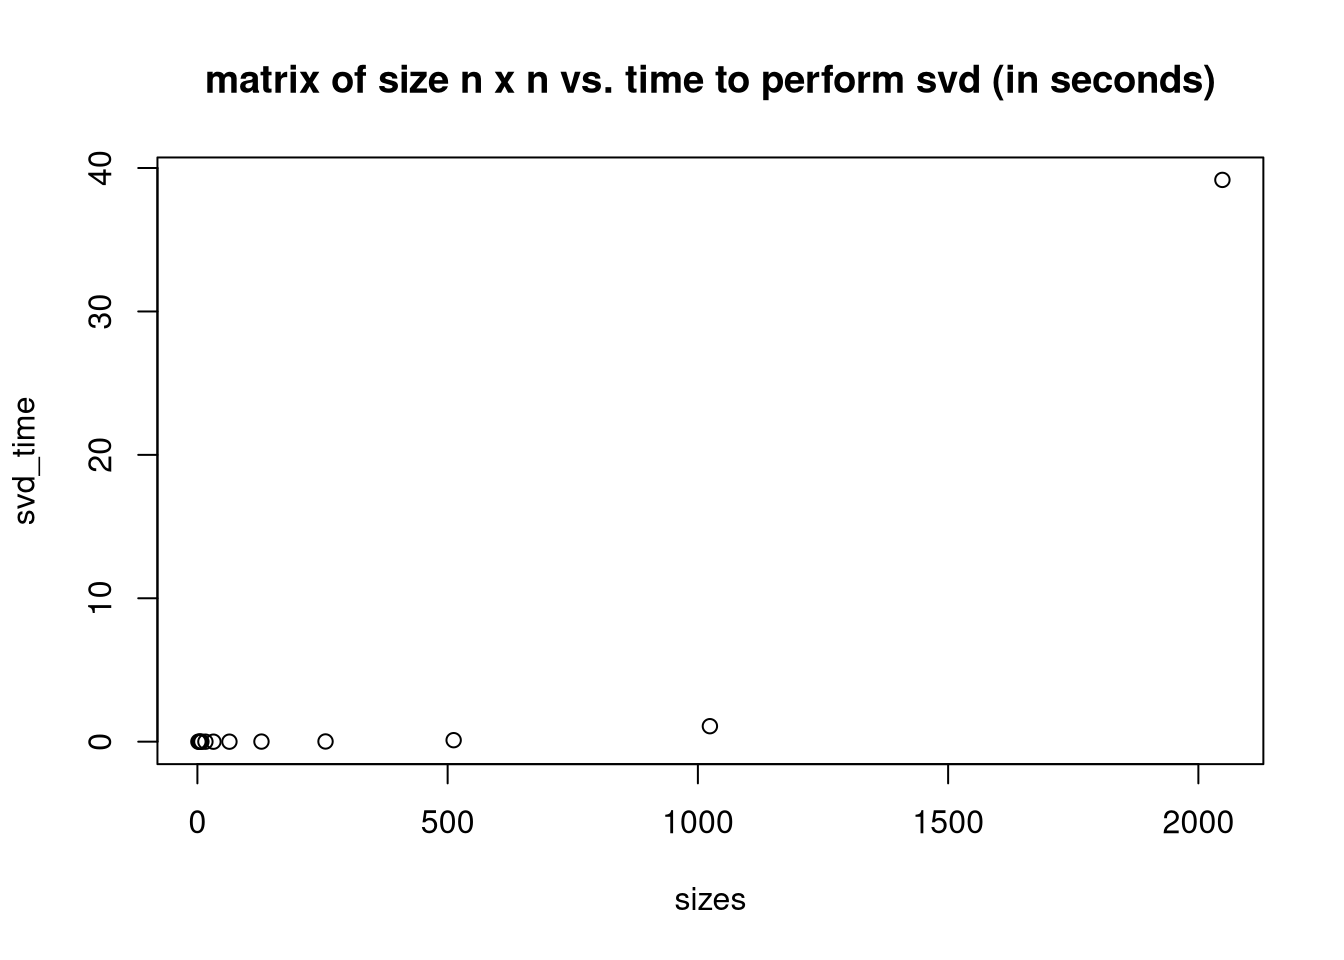 matrix of size n x n vs. time to perform svd (in seconds)
40
30
20
10
0
svd_time
0 500 1000 1500 2000
sizes